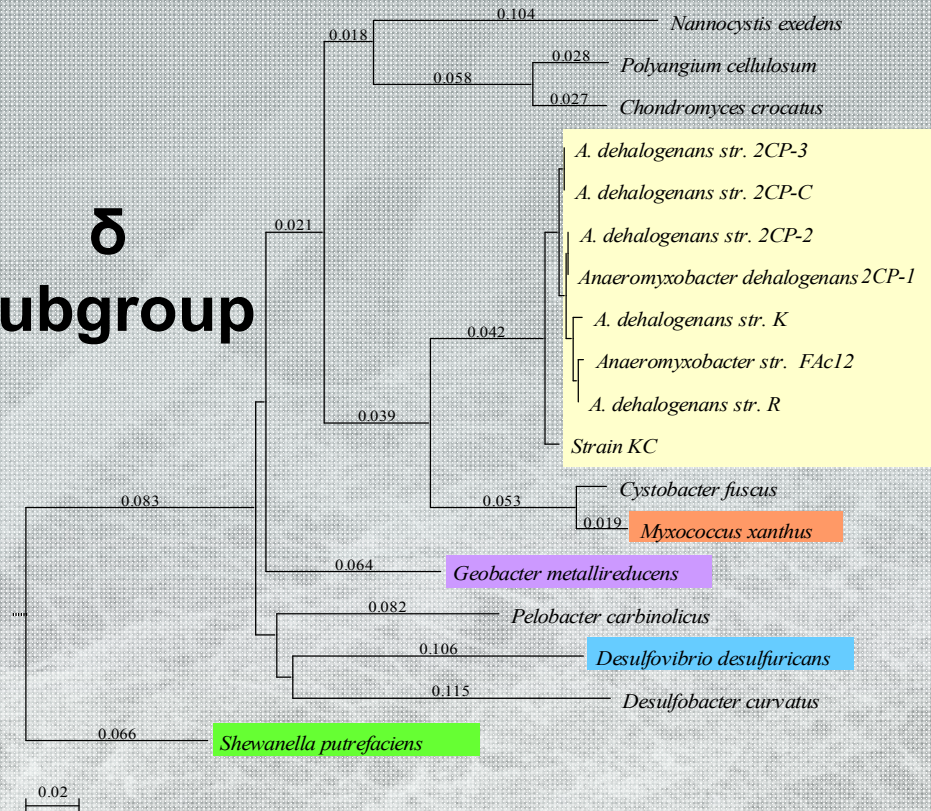 0.104
Nannocystis exedens
0.018
0.028
Polyangium cellulosum
0.058
0.027
Chondromyces crocatus
A. dehalogenans str. 2CP-3
A. dehalogenans str. 2CP-C
δ
ubgroup
0.021
A. dehalogenans str. 2CP-2
Anaeromyxobacter dehalogenans 2CP-1
A. dehalogenans str. K
0.042
Anaeromyxobacter str. FAc12
A. dehalogenans str. R
0.039
Strain KC
Cystobacter fuscus
0.083
0.053
0.019
Myxococcus xanthus
0.064
Geobacter metallireducens
0.082
Pelobacter carbinolicus
0.106
Desulfovibrio desulfuricans
0.115
Desulfobacter curvatus
0.066
Shewanella putrefaciens
0.02